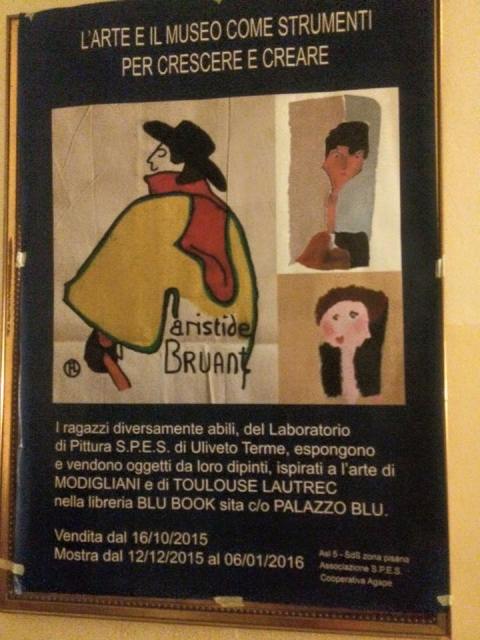 L'ARTE E IL MUSEO COME STRUMENTI
PER CRESCERE E CREARE
aristide
BRUANT
I ragazzi diversamente abili, del Laboratorio
di Pittura S.P.E.S. di Uliveto Terme, espongono
e vendono oggetti da loro dipinti, ispirati a l'arte di
MODIGLIANI e di TOULOUSE LAUTREC
nella libreria BLU BOOK sita c/o PALAZZO BLU.
Vendita dal 16/10/2015
Mostra dal 12/12/2015 al 06/01/2016
Asl 5 - SdS zona pisana
Associazione S.P.E.S.
Cooperativa Agape